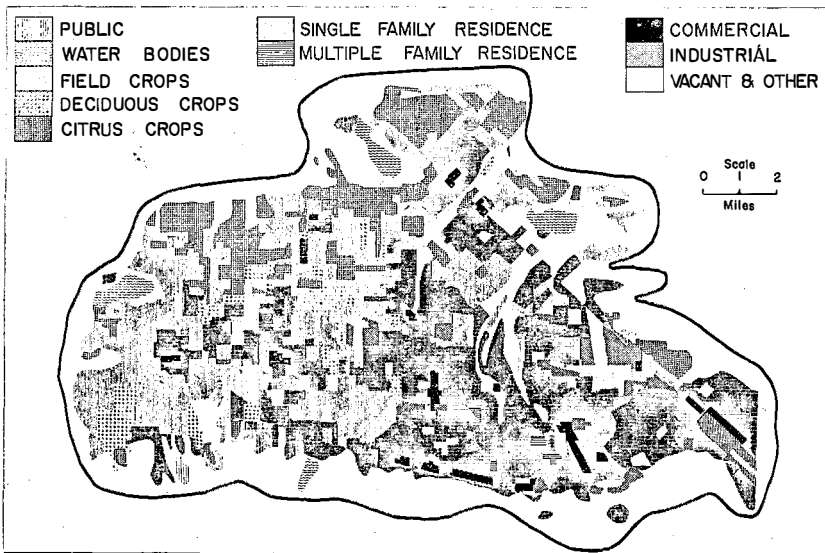 PUBLIC
WATER BODIES
FIELD CROPS
DECIDUOUS CROPS
CITRUS CROPS
SINGLE FAMILY RESIDENCE
MULTIPLE FAMILY RESIDENCE
COMMERCIAL
INDUSTRIAL
VACANT & OTHER
Scale
0 1 2
Miles